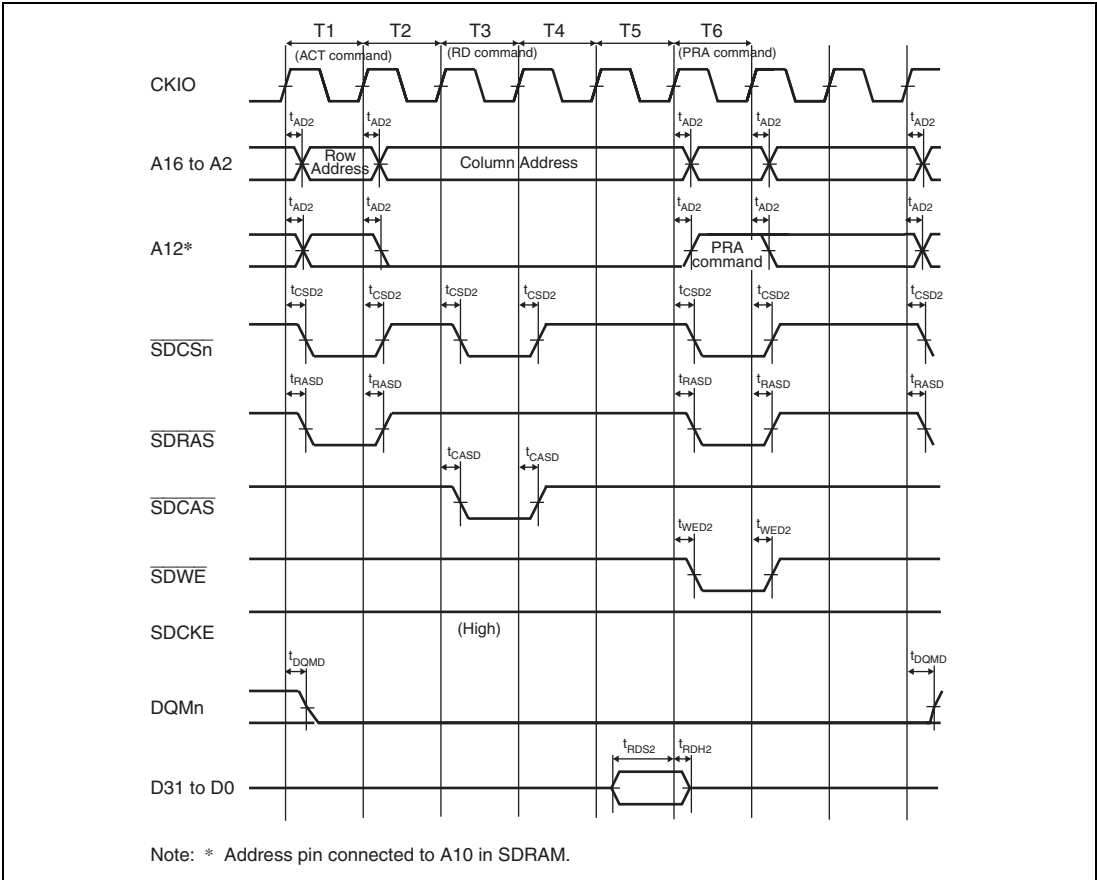 T1 T2 T3 T4 T5 T6
(ACT command) (RD command) (PRA command)
CKIO
tAD2 tAD2 tAD2 tAD2 tAD2
A16 to A2 Row Address Column Address
tAD2 tAD2 tAD2 tAD2 tAD2
A12* PRA command
tCSD2 tCSD2 tCSD2 tCSD2 tCSD2 tCSD2 tCSD2
SDCSn
tRASD tRASD tRASD tRASD tRASD
SDRAS
tCASD tCASD
SDCAS
tWED2 tWED2
SDWE
SDCKE (High)
tDQMD tDQMD
DQMn
tRDS2 tRDH2
D31 to D0
Note: * Address pin connected to A10 in SDRAM.